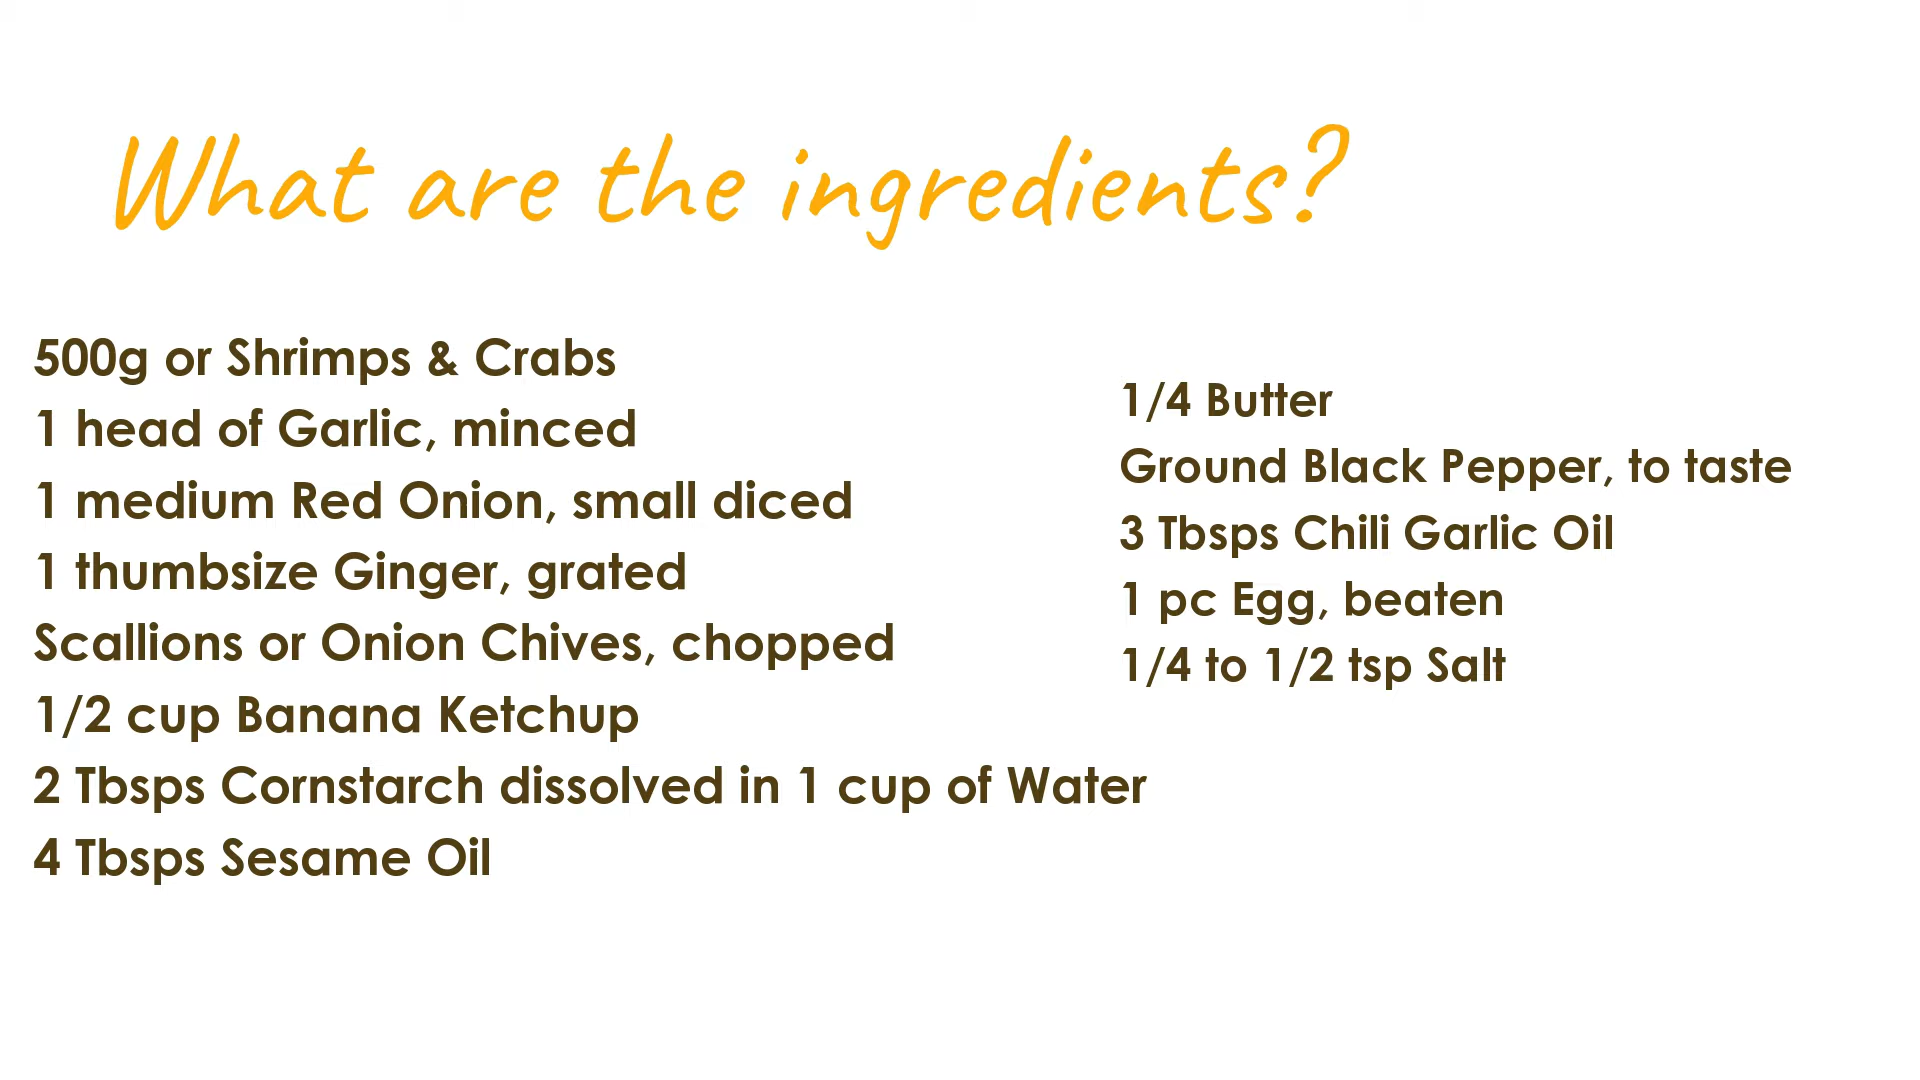 What are the ingredients?
500g or Shrimps & Crabs
1 head of Garlic, minced
1 medium Red Onion, small diced
1 thumbsize Ginger, grated
Scallions or Onion Chives, chopped
1/2 cup Banana Ketchup
2 Tbsps Cornstarch dissolved in 1 cup of Water
4 Tbsps Sesame Oil
1/4 Butter
Ground Black Pepper, to taste
3 Tbsps Chili Garlic Oil
1 pc Egg, beaten
1/4 to 1/2 tsp Salt